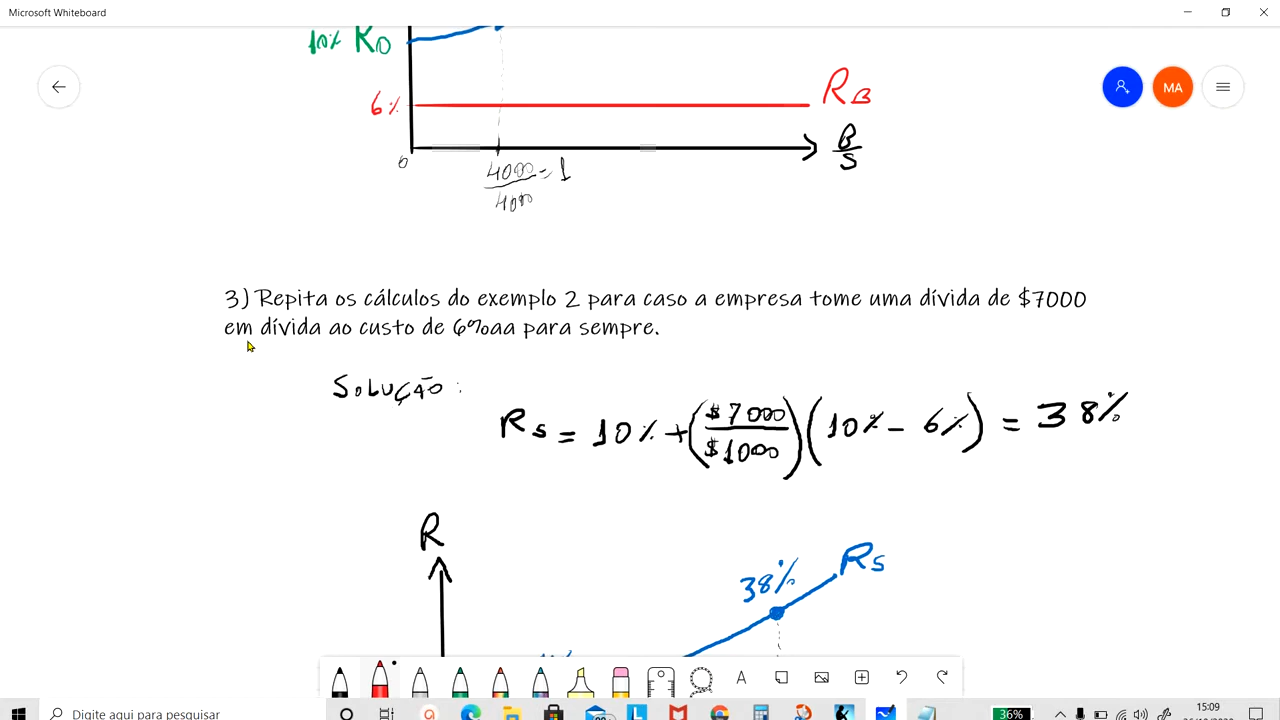 Microsoft Whiteboard
10% R0
6%
RB
B
S
0
4000 = 1
4000
MA
3) Repita os cálculos do exemplo 2 para caso a empresa tome uma dívida de $7000
em dívida ao custo de 6%aa para sempre.
SOLUÇÃO:
RS = 10% + ($7000/$1000)(10% - 6%) = 38%
R
38%
RS
A
Digite aqui para pesquisar
36%
15:09